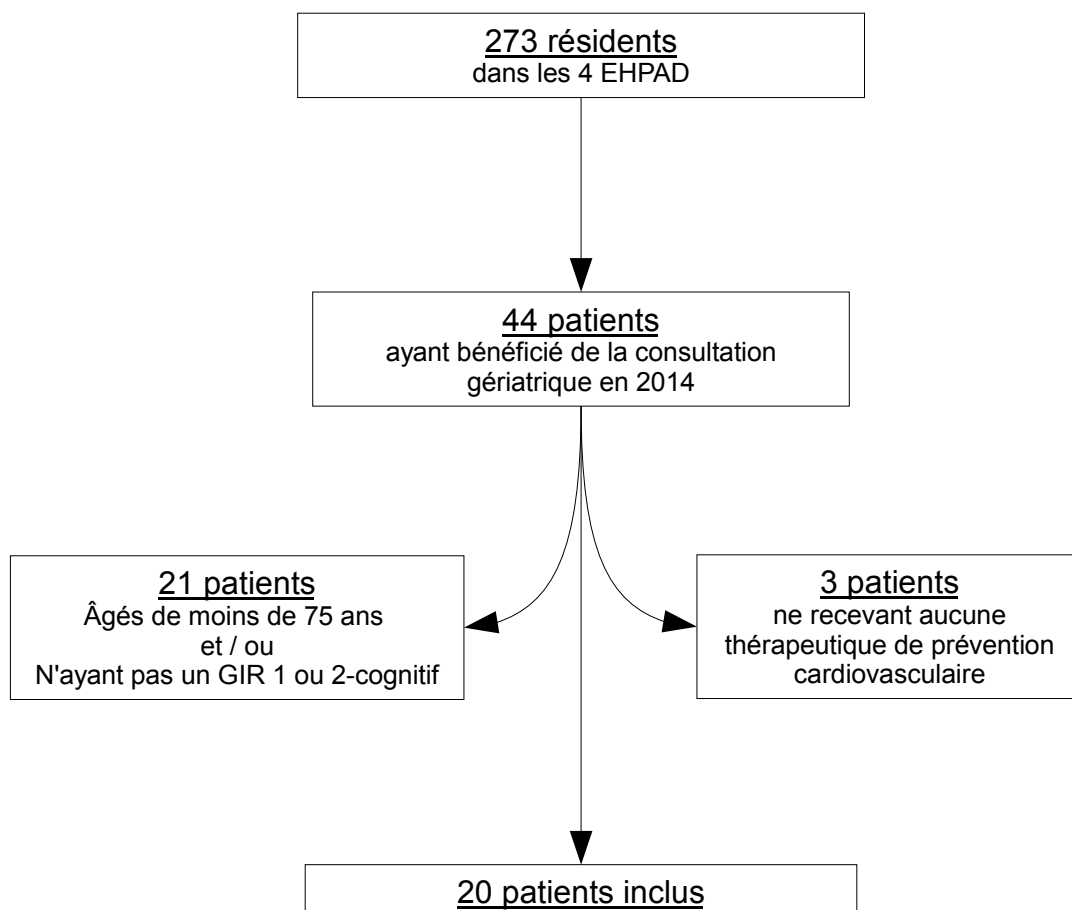 273 résidents
dans les 4 EHPAD
44 patients
ayant bénéficié de la consultation
gériatrique en 2014
21 patients
Âgés de moins de 75 ans
et / ou
N'ayant pas un GIR 1 ou 2-cognitif
3 patients
ne recevant aucune
thérapeutique de prévention
cardiovasculaire
20 patients inclus